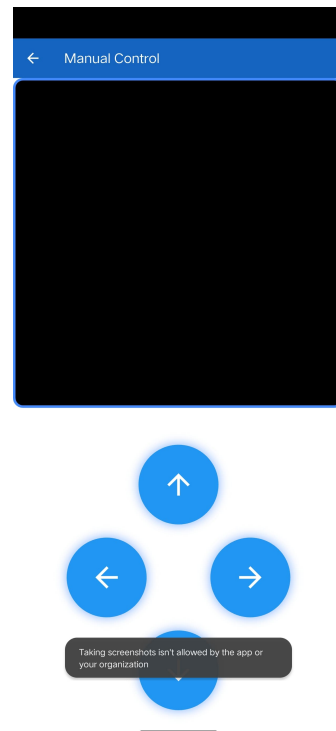 Manual Control
Taking screenshots isn't allowed by the app or
your organization